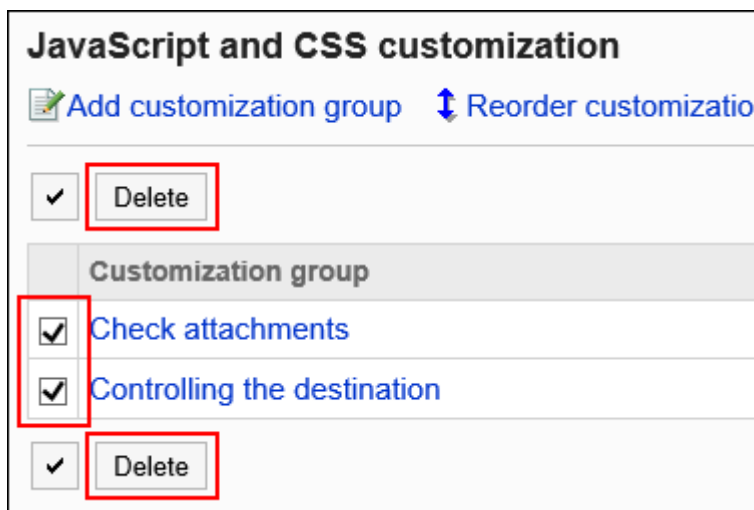 JavaScript and CSS customization
Add customization group Reorder customizatio
Delete
Customization group
Check attachments
Controlling the destination
Delete